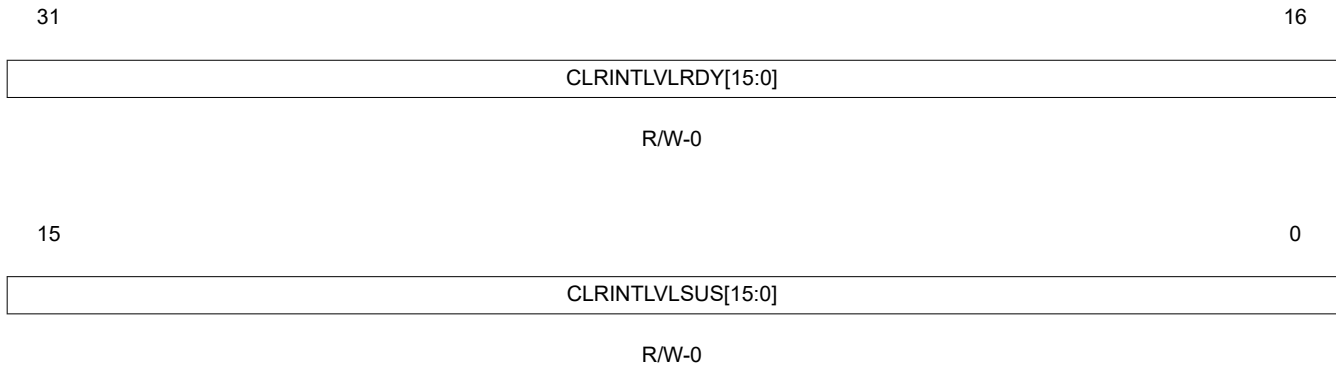 31 16
CLRINTLVLRDY[15:0]
R/W-0
15 0
CLRINTLVLSUS[15:0]
R/W-0